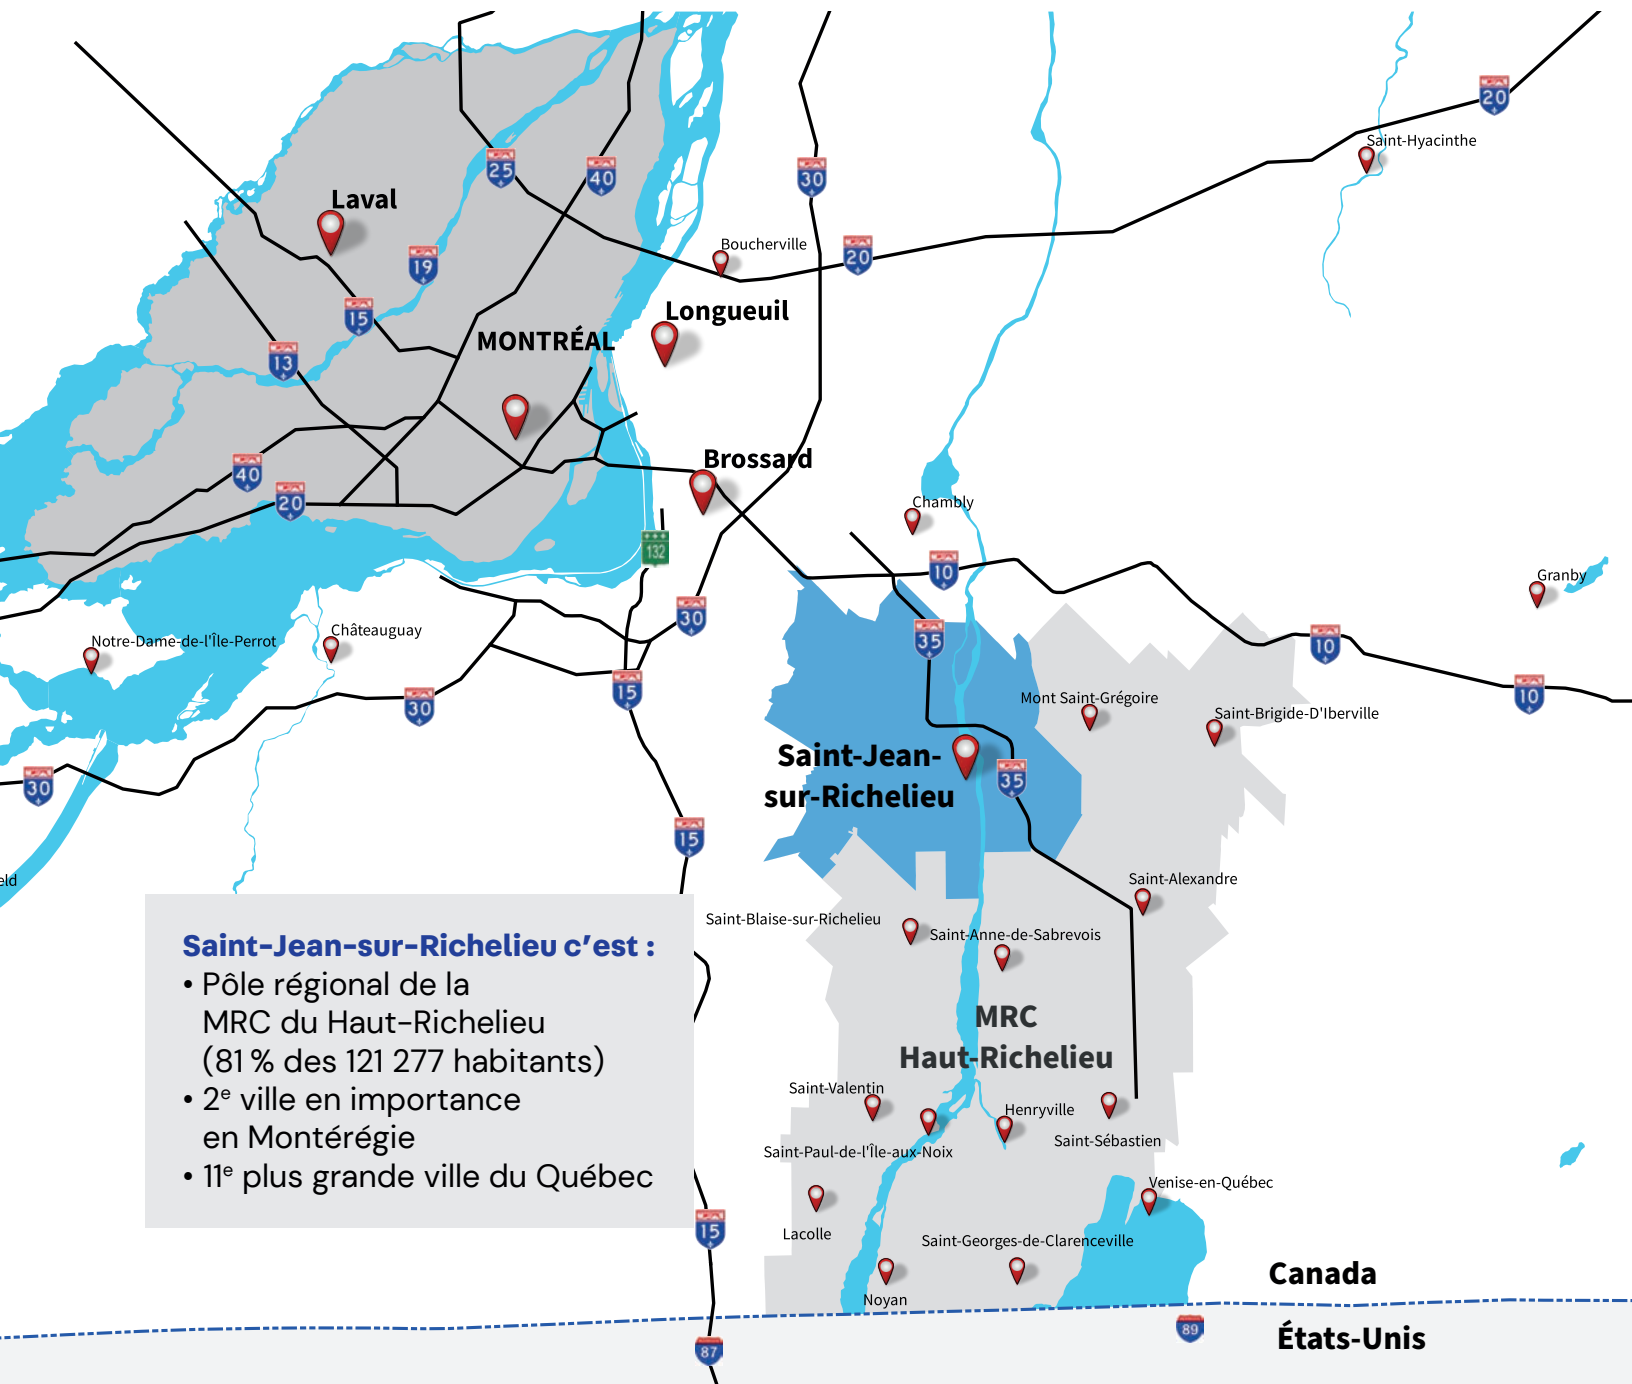 20
Saint-Hyacinthe
25
40
30
Laval
Boucherville
20
19
Longueuil
15
MONTRÉAL
13
Brossard
40
20
Chambly
132
10
Granby
30
Châteauguay
Notre-Dame-de-l'Île-Perrot
35
10
15
30
10
Mont Saint-Grégoire
Saint-Brigide-D'Iberville
Saint-Jean-
sur-Richelieu
35
30
15
eld
Saint-Alexandre
Saint-Blaise-sur-Richelieu
Saint-Anne-de-Sabrevois
Saint-Jean-sur-Richelieu c’est :
• Pôle régional de la
MRC du Haut-Richelieu
(81 % des 121 277 habitants)
• 2e ville en importance
en Montérégie
• 11e plus grande ville du Québec
MRC
Haut-Richelieu
Saint-Valentin
Henryville
Saint-Sébastien
Saint-Paul-de-l'Île-aux-Noix
Venise-en-Québec
15
Lacolle
Saint-Georges-de-Clarenceville
Noyan
Canada
89
États-Unis
87